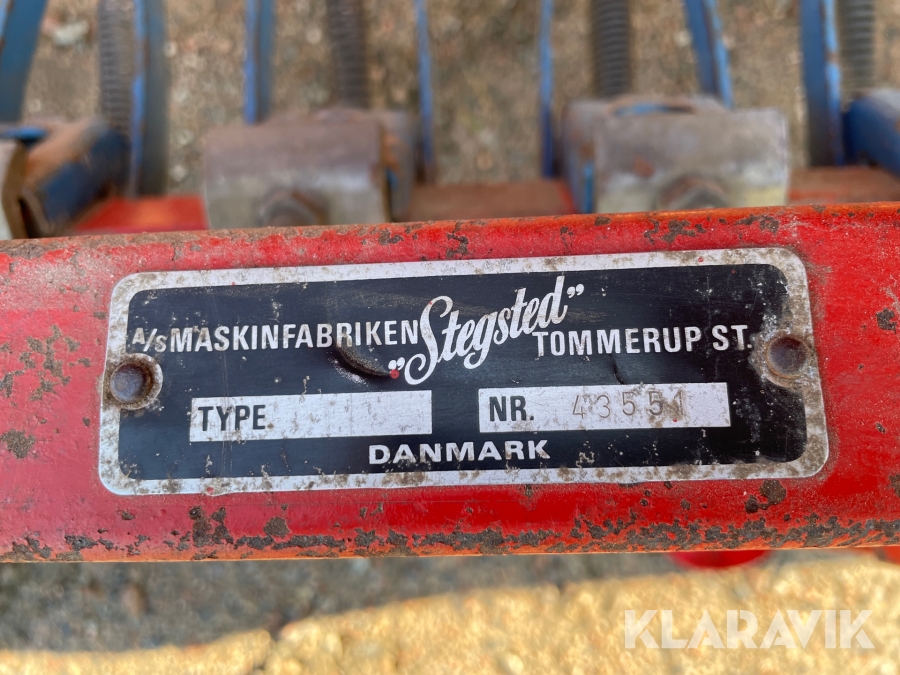 A/S MASKINFABRIKEN „Stegsted” TOMMERUP ST.
TYPE
NR. 43551
DANMARK
KLARAVIK